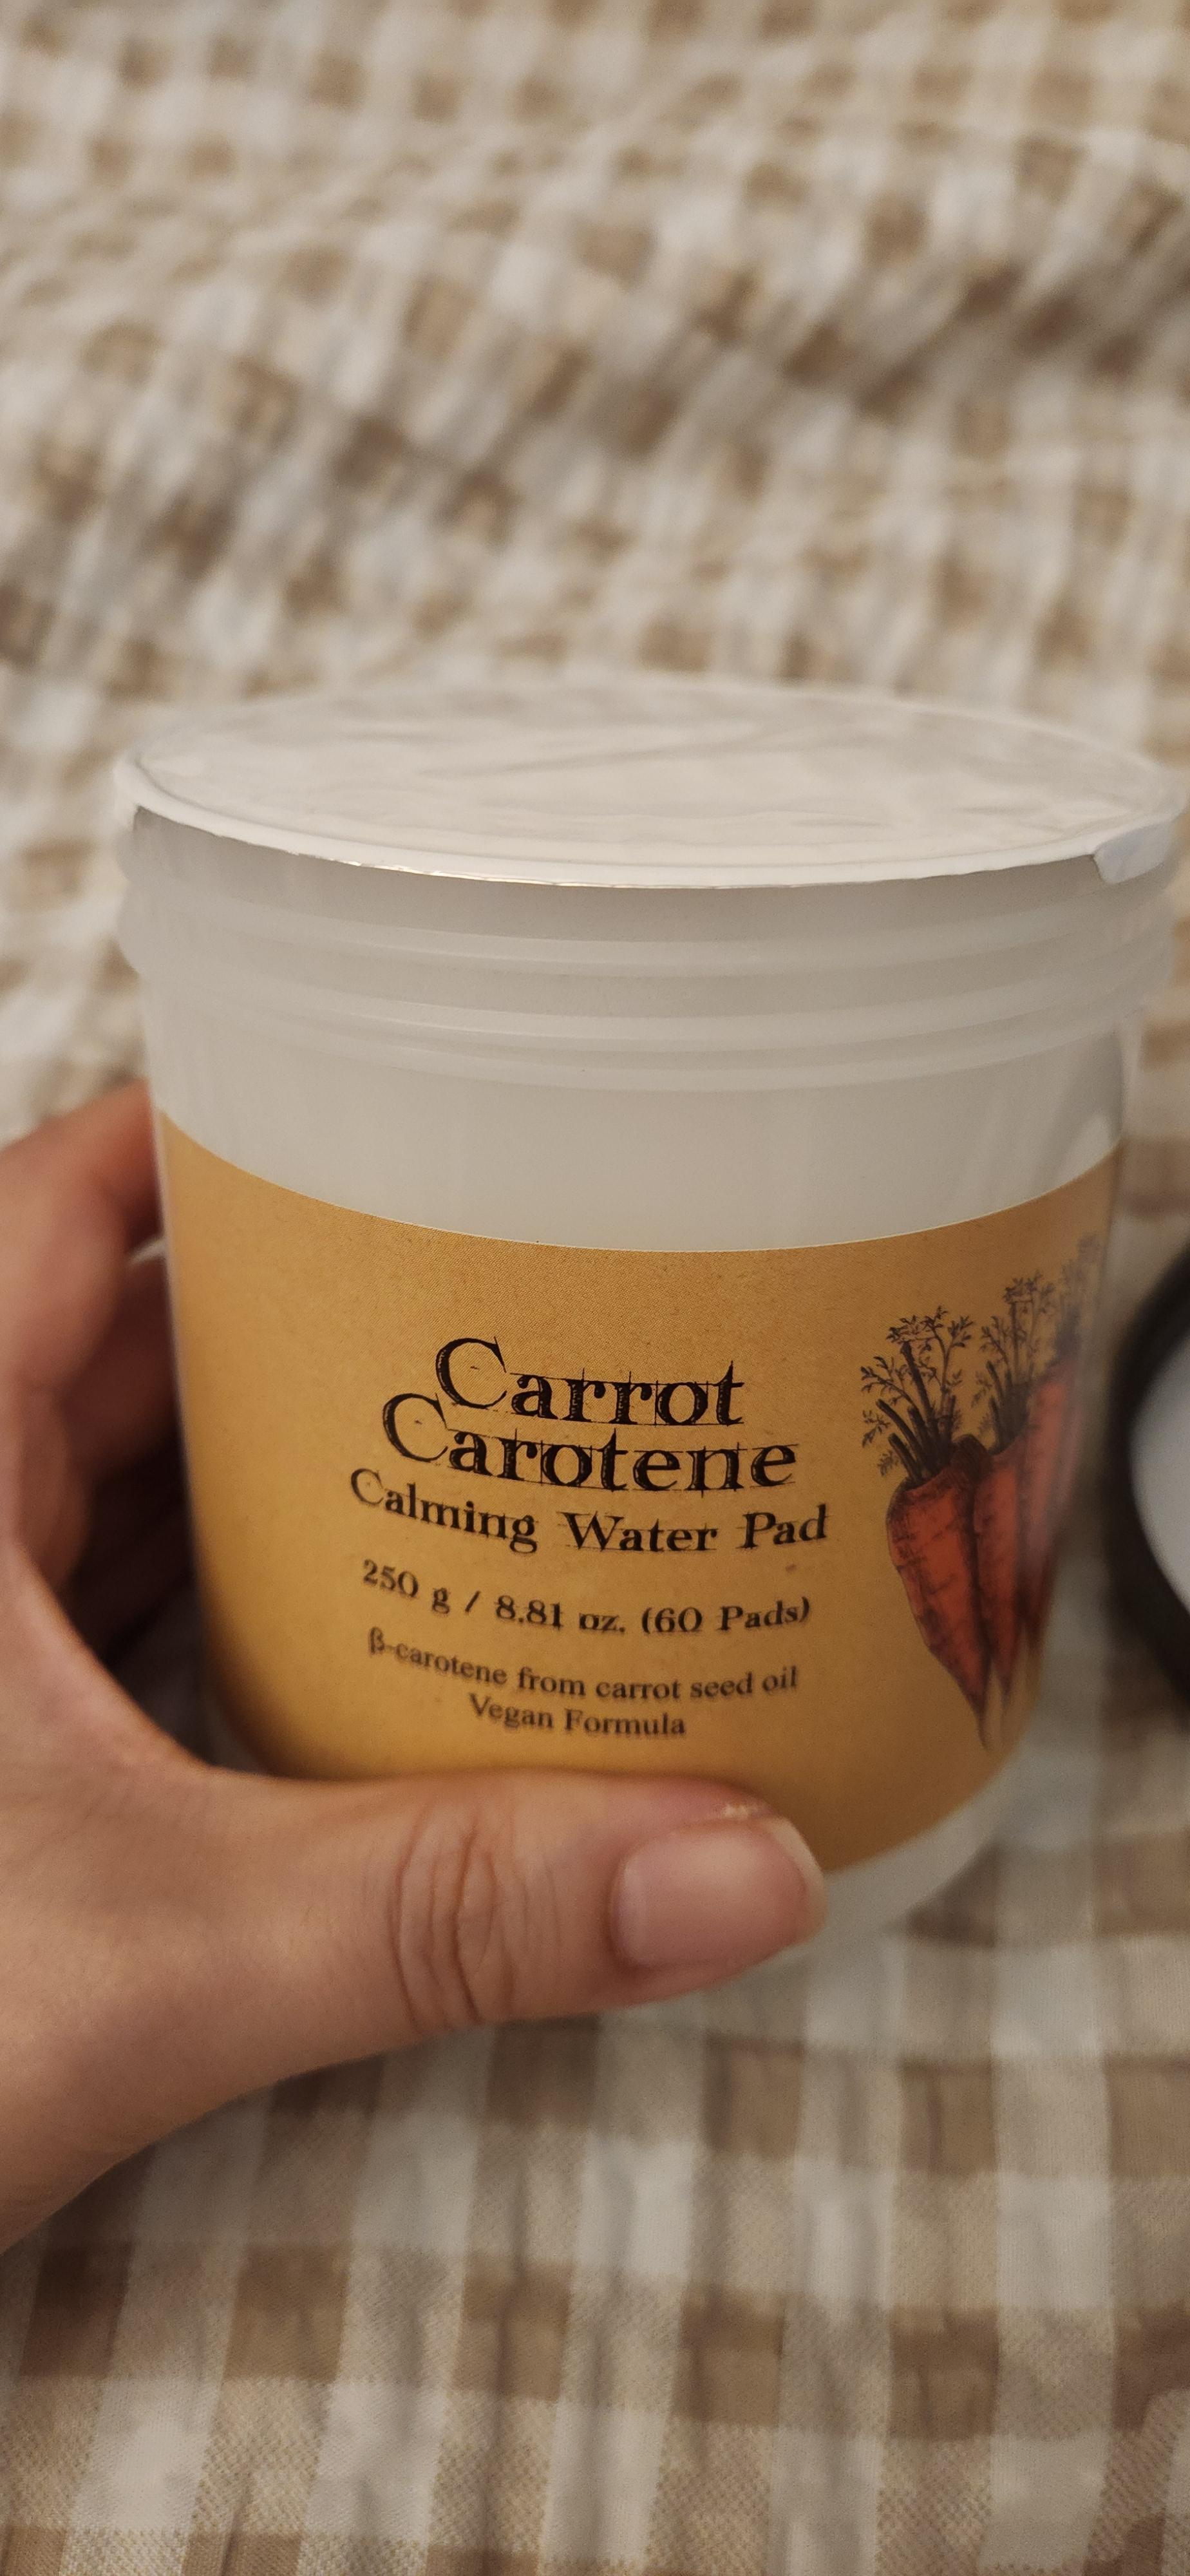 Carrot
Carotene
Calming Water Pad
250 g / 8.81 oz. (60 Pads)
β-carotene from carrot seed oil
Vegan Formula